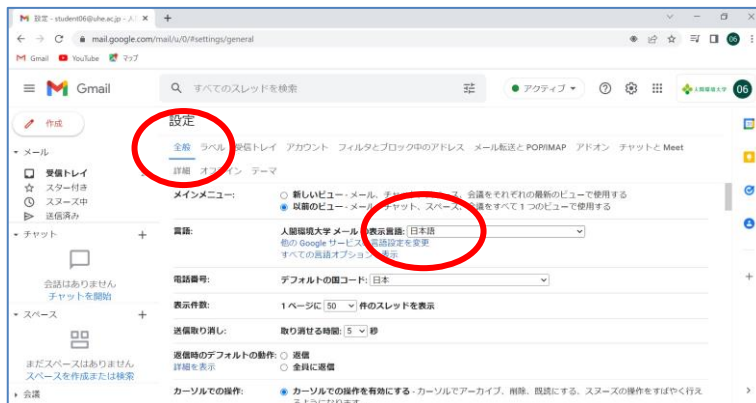 設定 - student06@uhe.ac.jp - 人
mail.google.com/mail/u/0/#settings/general
Gmail YouTube マップ
Gmail
すべてのスレッドを検索
アクティブ
人間環境大学 06
作成
メール
受信トレイ
スター付き
スヌーズ中
送信済み
チャット
会話はありません
チャットを開始
スペース
まだスペースはありません
スペースを作成または検索
会議
設定
全般 ラベル 受信トレイ アカウント フィルタとブロック中のアドレス メール転送と POP/IMAP アドオン チャットと Meet
詳細 オフライン テーマ
メインメニュー: 新しいビュー - メール、チャット、スペース、会議をそれぞれの最新のビューで使用する
以前のビュー - メール、チャット、スペース、会議をすべて 1 つのビューで使用する
言語: 人間環境大学 メール の表示言語: 日本語
他の Google サービスの言語設定を変更
すべての言語オプションを表示
電話番号: デフォルトの国コード: 日本
表示件数: 1 ページに 50 件のスレッドを表示
送信取り消し: 取り消せる時間: 5 秒
返信時のデフォルトの動作: 返信
詳細を表示 全員に返信
カーソルでの操作: カーソルでの操作を有効にする - カーソルでアーカイブ、削除、既読にする、スヌーズの操作をすばやく行え
るようになります